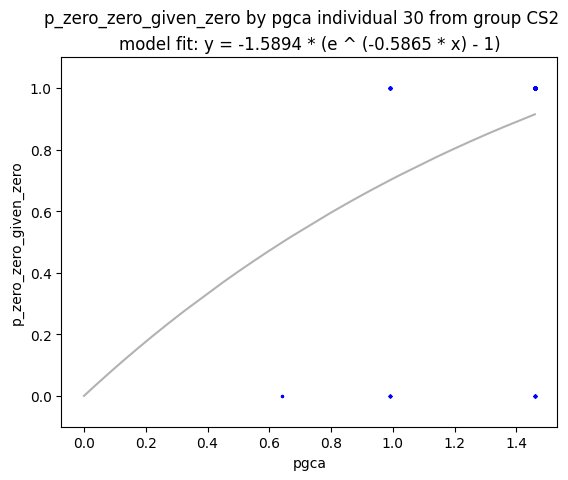 p_zero_zero_given_zero by pgca individual 30 from group CS2
model fit: y = -1.5894 * (e ^ (-0.5865 * x) - 1)
1.0
0.8
0.6
0.4
0.2
0.0
p_zero_zero_given_zero
0.0 0.2 0.4 0.6 0.8 1.0 1.2 1.4
pgca